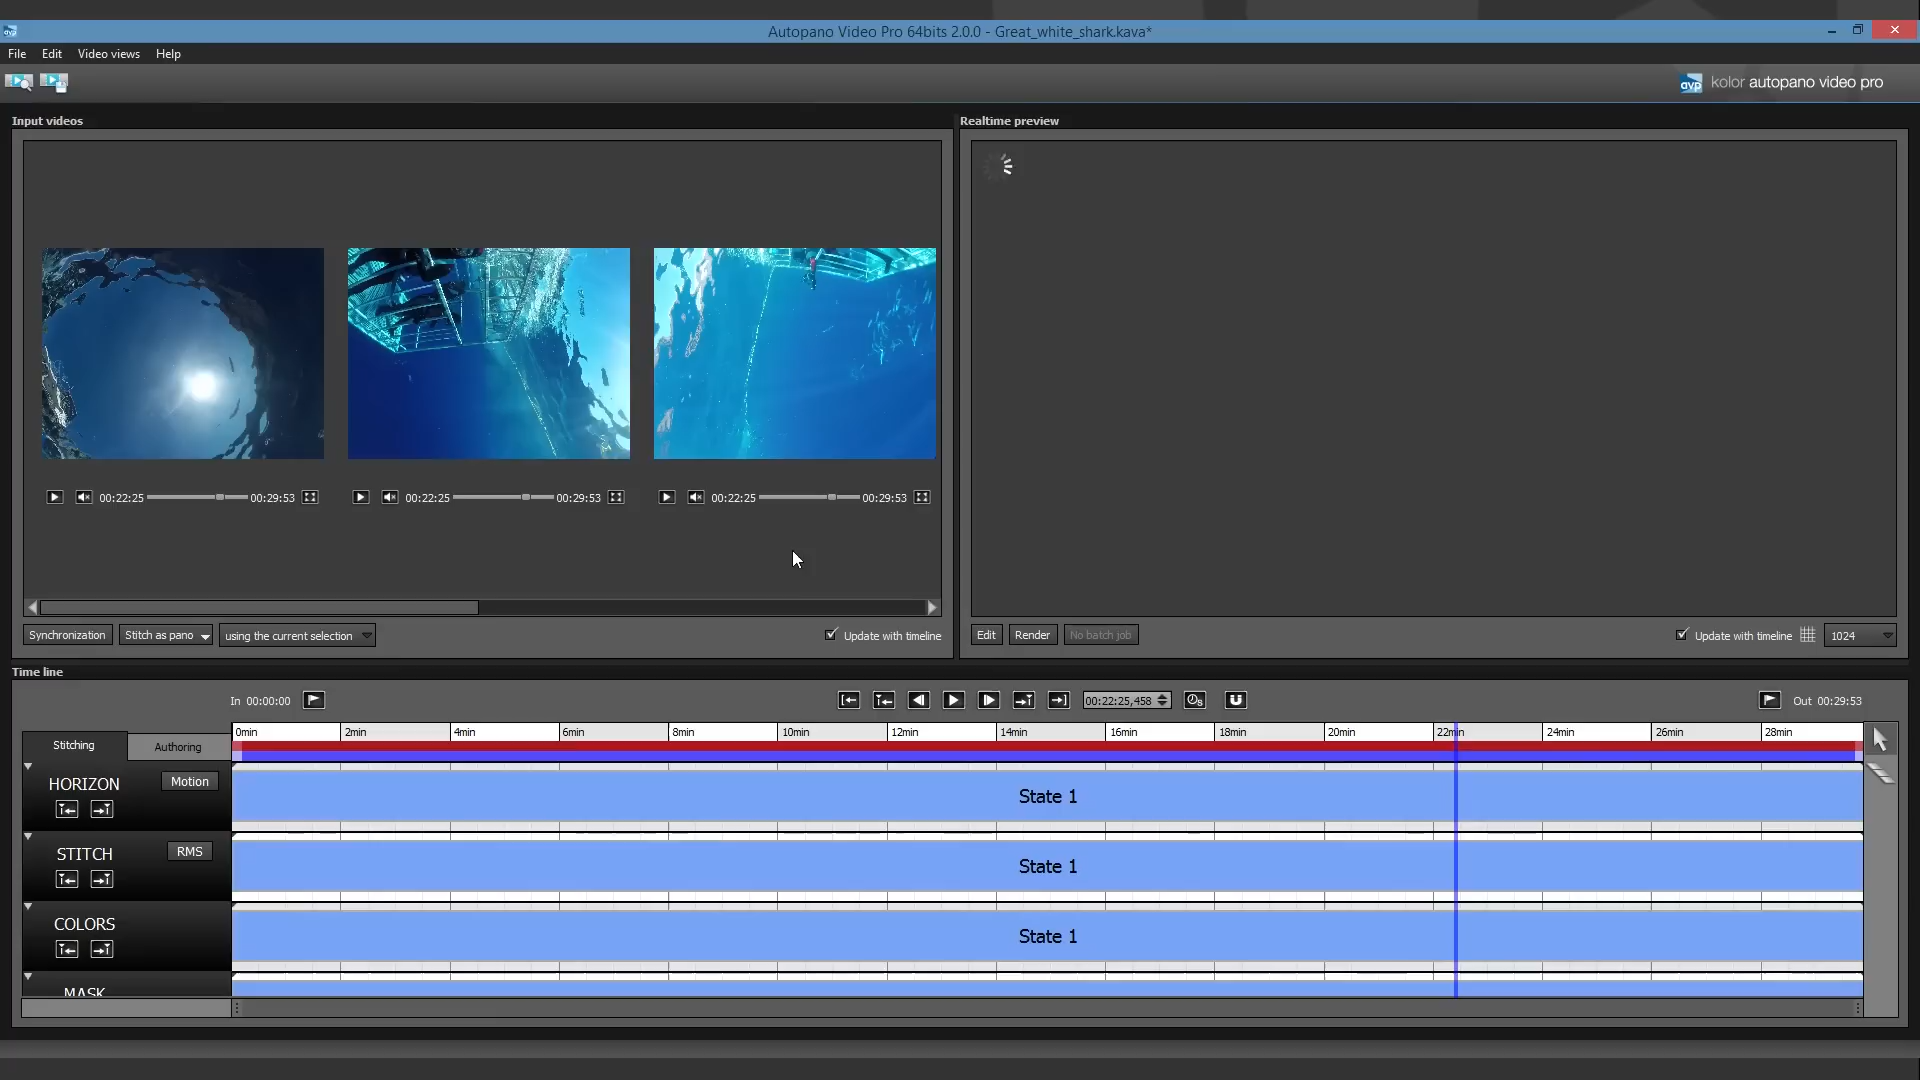 Autopano Video Pro 64bits 2.0.0 - Great_white_shark.kava*
File Edit Video views Help
avp kolor autopano video pro
Input videos
Realtime preview
00:22:25 00:29:53
00:22:25 00:29:53
00:22:25 00:29:53
Synchronization Stitch as pano using the current selection Update with timeline
Edit Render No batch job Update with timeline 1024
Time line
In 00:00:00 00:22:25,458 Out 00:29:53
0min 2min 4min 6min 8min 10min 12min 14min 16min 18min 20min 22min 24min 26min 28min
Stitching Authoring
HORIZON Motion
State 1
STITCH RMS
State 1
COLORS
State 1
MASK